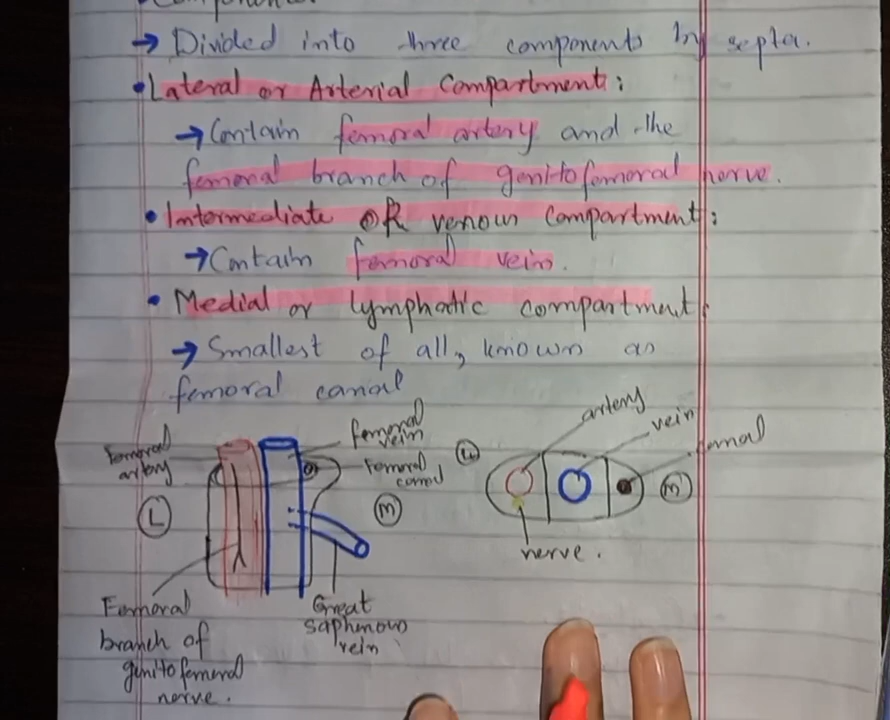 → Divided into three components by septa.
• Lateral or Arterial Compartment:
→ Contain femoral artery and the
femoral branch of genitofemoral nerve.
• Intermediate OR venous compartment:
→ Contain femoral vein.
• Medial or lymphatic compartment:
→ Smallest of all, known as
femoral canal
Femoral
artery
femoral
vein
Femoral
canal
L
M
Femoral
branch of
genitofemoral
nerve.
Great
saphenous
vein
artery
vein
L
M
nerve.